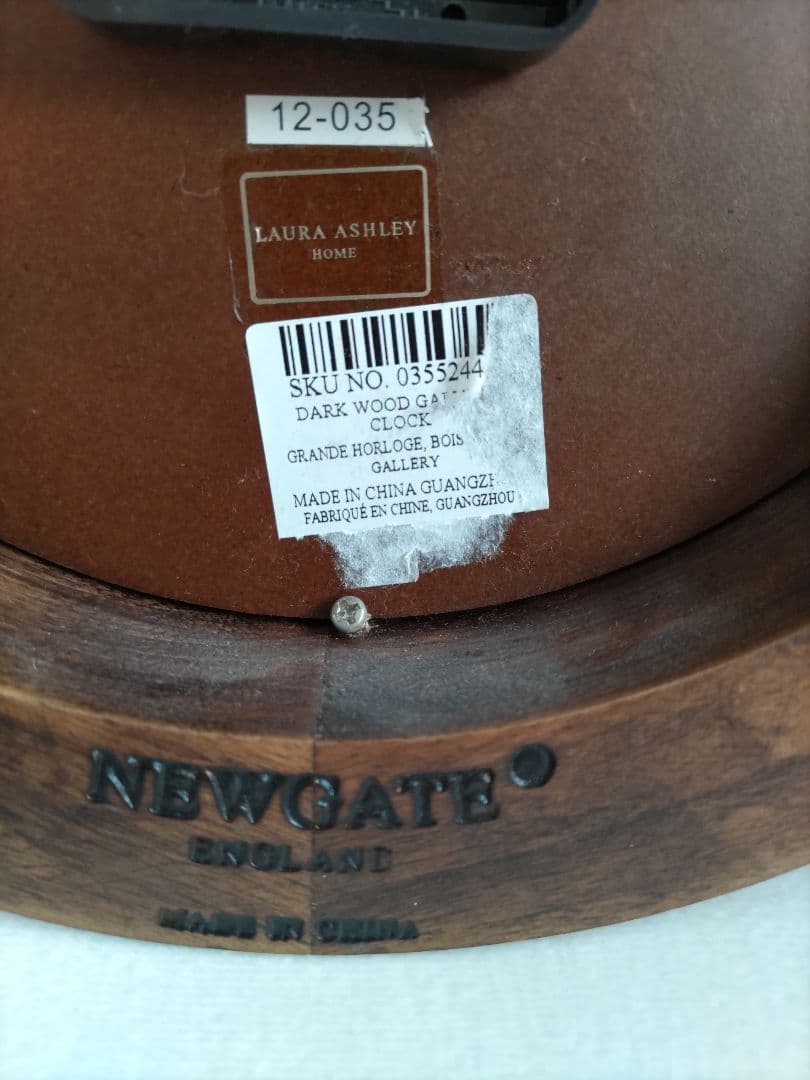 12-035
LAURA ASHLEY
HOME
SKU NO. 0355244
DARK WOOD
CLOCK
GRANDE HORLOGE, BOIS
GALLERY
MADE IN CHINA
FABRIQUÉ EN CHINE, GUANGZHOU
NEWGATE®
ENGLAND
MADE IN CHINA